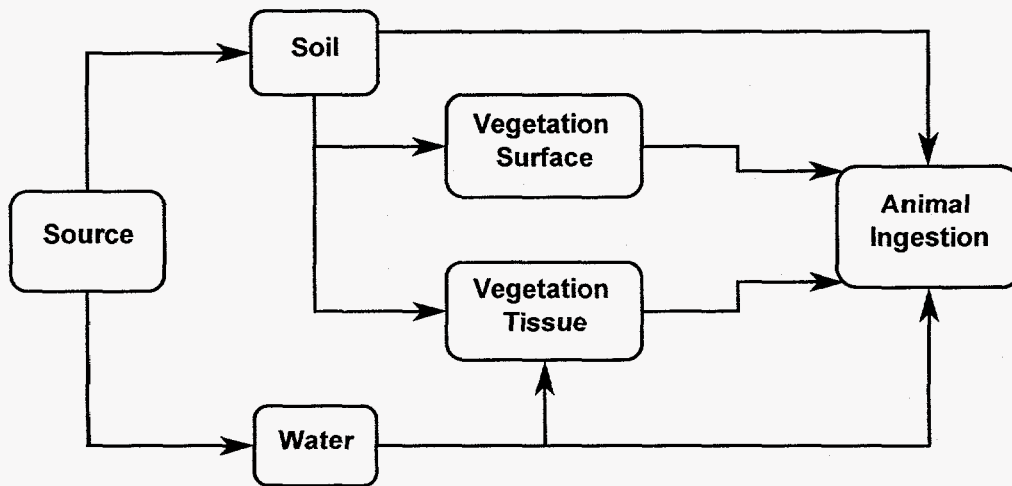 Soil
Vegetation
Surface
Source
Animal
Ingestion
Vegetation
Tissue
Water